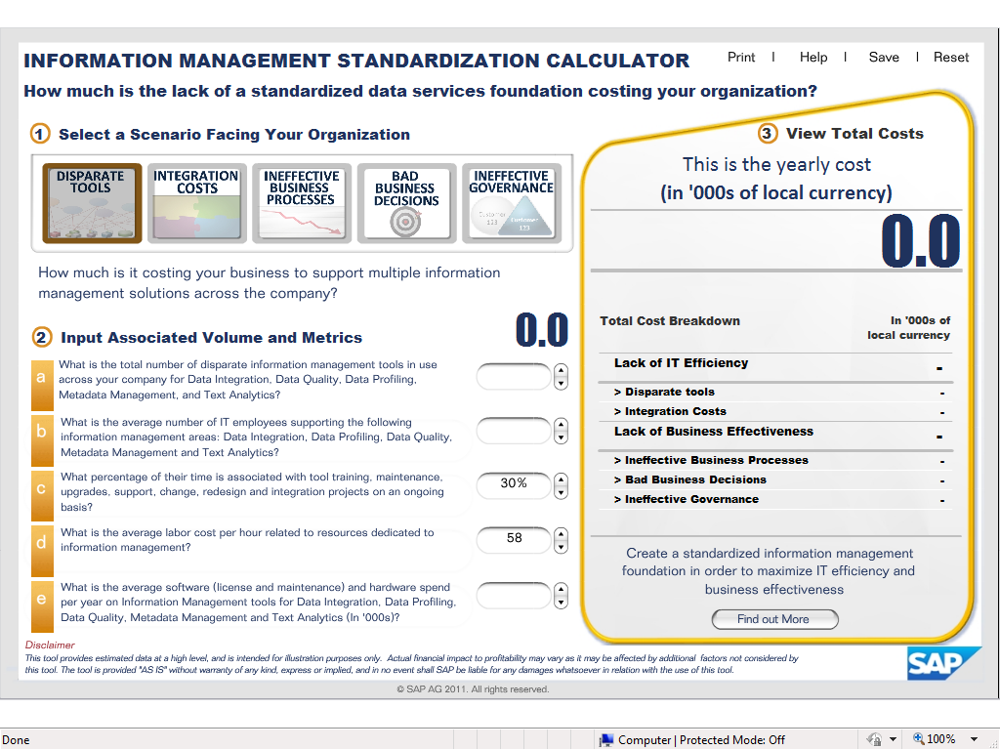 INFORMATION MANAGEMENT STANDARDIZATION CALCULATOR
Print | Help | Save | Reset
How much is the lack of a standardized data services foundation costing your organization?
1 Select a Scenario Facing Your Organization
DISPARATE
TOOLS
INTEGRATION
COSTS
INEFFECTIVE
BUSINESS
PROCESSES
BAD
BUSINESS
DECISIONS
INEFFECTIVE
GOVERNANCE
Customer
123
Customer
123
How much is it costing your business to support multiple information
management solutions across the company?
2 Input Associated Volume and Metrics
0.0
a
What is the total number of disparate information management tools in use
across your company for Data Integration, Data Quality, Data Profiling,
Metadata Management, and Text Analytics?
b
What is the average number of IT employees supporting the following
information management areas: Data Integration, Data Profiling, Data Quality,
Metadata Management and Text Analytics?
c
What percentage of their time is associated with tool training, maintenance,
upgrades, support, change, redesign and integration projects on an ongoing
basis?
30%
d
What is the average labor cost per hour related to resources dedicated to
information management?
58
e
What is the average software (license and maintenance) and hardware spend
per year on Information Management tools for Data Integration, Data Profiling,
Data Quality, Metadata Management and Text Analytics (In '000s)?
3 View Total Costs
This is the yearly cost
(in '000s of local currency)
0.0
Total Cost Breakdown
In '000s of
local currency
Lack of IT Efficiency -
> Disparate tools -
> Integration Costs -
Lack of Business Effectiveness -
> Ineffective Business Processes -
> Bad Business Decisions -
> Ineffective Governance -
Create a standardized information management
foundation in order to maximize IT efficiency and
business effectiveness
Find out More
Disclaimer
This tool provides estimated data at a high level, and is intended for illustration purposes only. Actual financial impact to profitability may vary as it may be affected by additional factors not considered by
this tool. The tool is provided "AS IS" without warranty of any kind, express or implied, and in no event shall SAP be liable for any damages whatsoever in relation with the use of this tool.
SAP
© SAP AG 2011. All rights reserved.
Done
Computer | Protected Mode: Off
100%